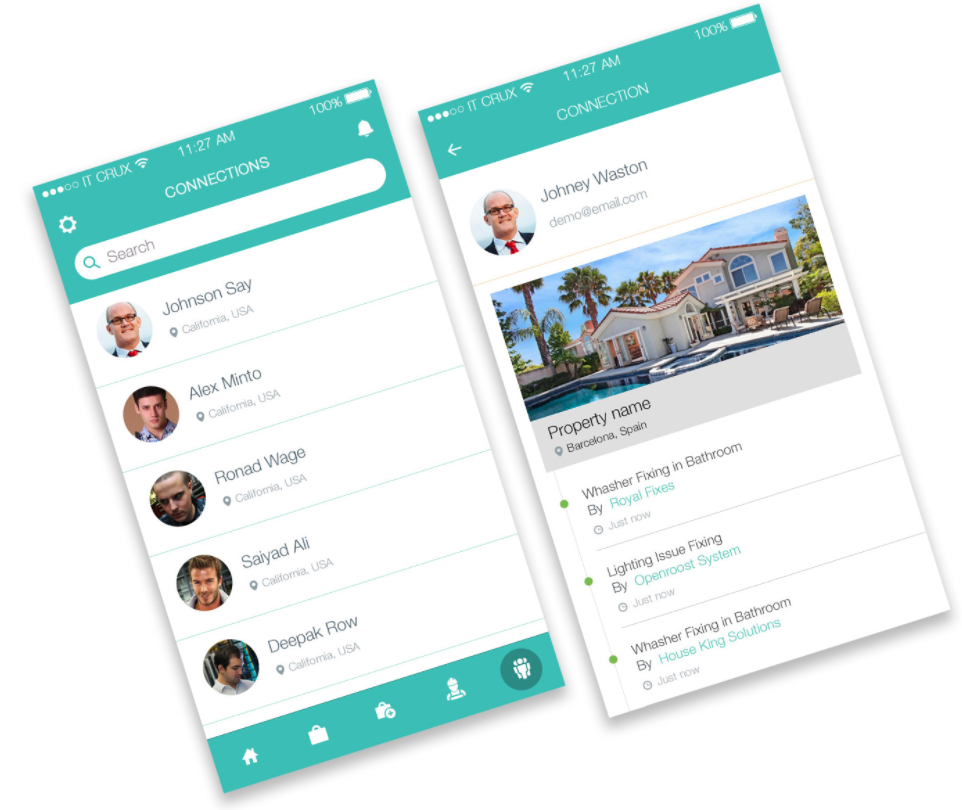 IT CRUX 11:27 AM 100%
CONNECTIONS
Search
Johnson Say
California, USA
Alex Minto
California, USA
Ronad Wage
California, USA
Saiyad Ali
California, USA
Deepak Row
California, USA
IT CRUX 11:27 AM 100%
CONNECTION
Johney Waston
demo@email.com
Property name
Barcelona, Spain
Whasher Fixing in Bathroom
By Royal Fixes
Just now
Lighting Issue Fixing
By Openroost System
Just now
Whasher Fixing in Bathroom
By House King Solutions
Just now